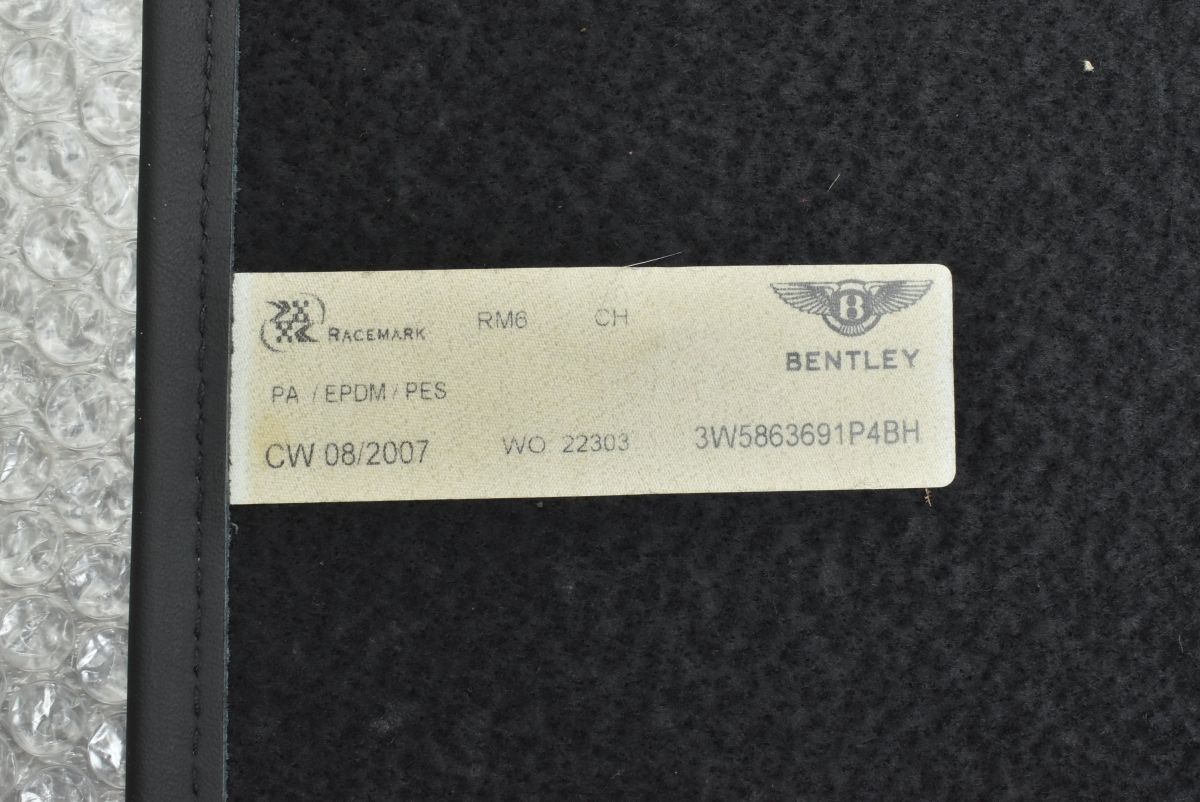 RACEMARK RM6 CH
B
BENTLEY
PA / EPDM / PES
CW 08/2007 WO 22303 3W5863691P4BH